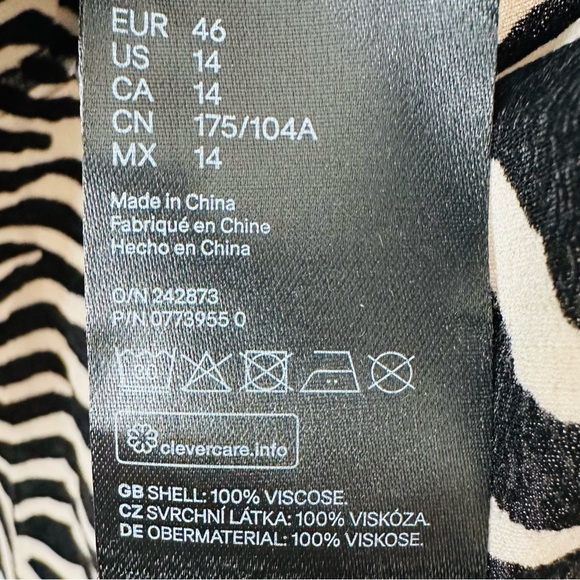 EUR 46
US 14
CA 14
CN 175/104A
MX 14
Made in China
Fabriqué en Chine
Hecho en China
O/N 242873
P/N 0773955 0
clevercare.info
GB SHELL: 100% VISCOSE.
CZ SVRCHNÍ LÁTKA: 100% VISKÓZA.
DE OBERMATERIAL: 100% VISKOSE.